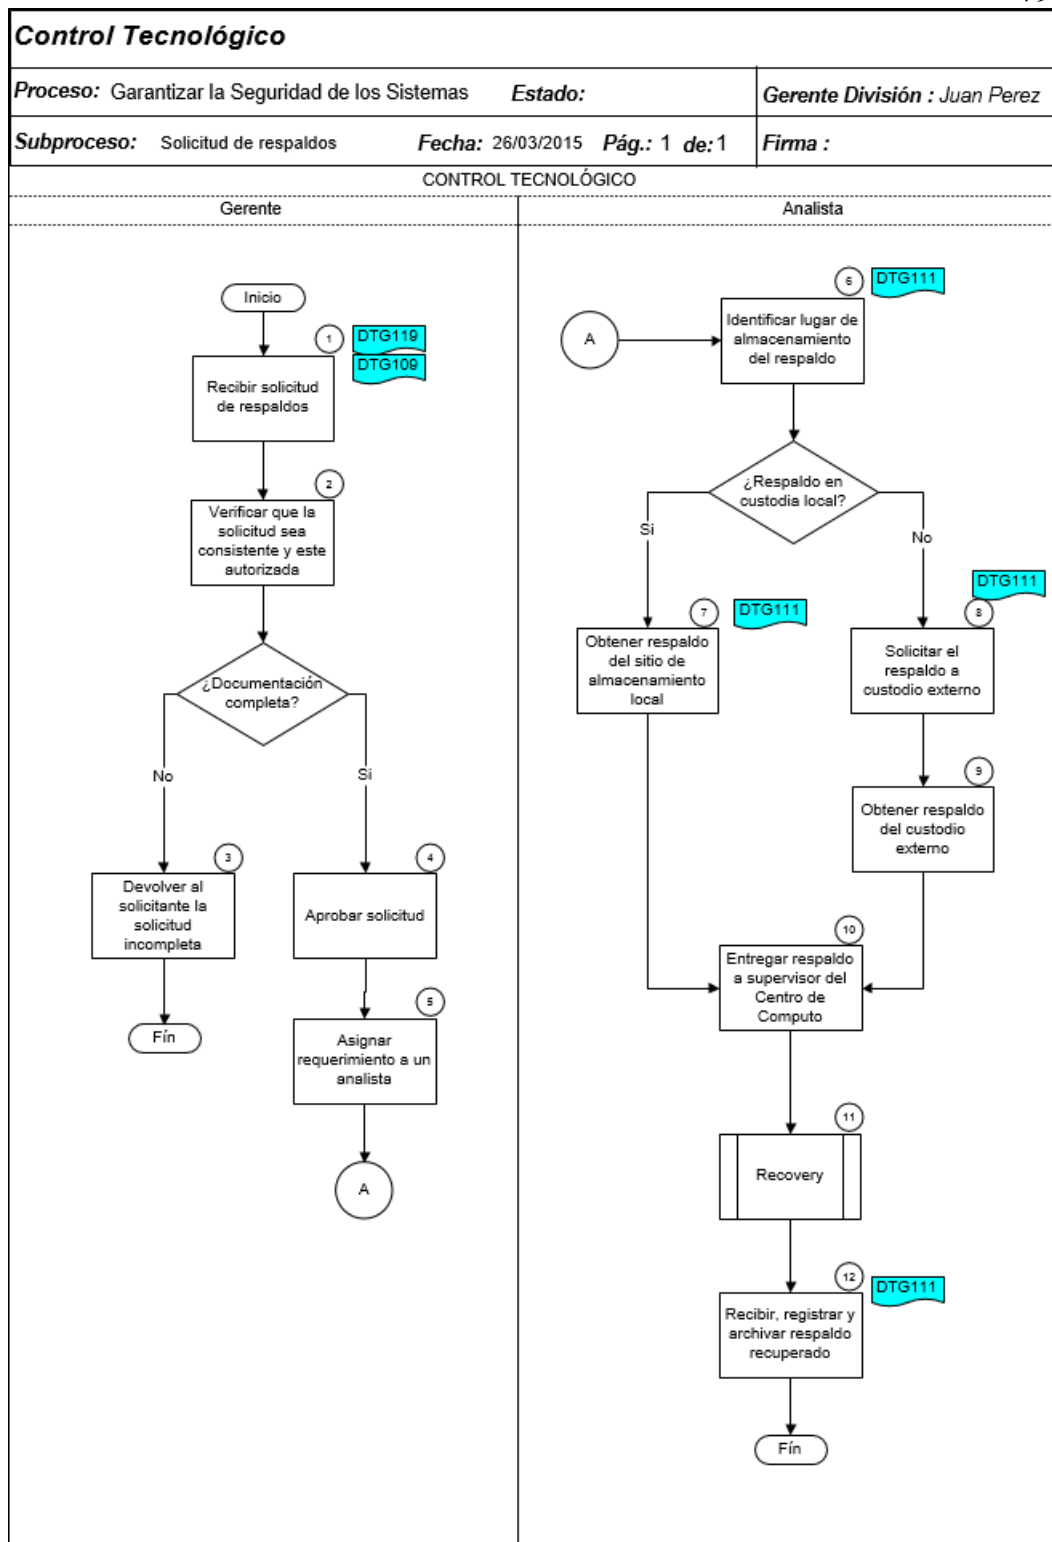 Control Tecnológico
Proceso: Garantizar la Seguridad de los Sistemas Estado: Gerente División : Juan Perez
Subproceso: Solicitud de respaldos Fecha: 26/03/2015 Pág.: 1 de: 1 Firma :
CONTROL TECNOLÓGICO
Gerente
Analista
Inicio
1
DTG119
DTG109
Recibir solicitud
de respaldos
2
Verificar que la
solicitud sea
consistente y este
autorizada
¿Documentación
completa?
No
Si
3
Devolver al
solicitante la
solicitud
incompleta
Fín
4
Aprobar solicitud
5
Asignar
requerimiento a un
analista
A
A
6
DTG111
Identificar lugar de
almacenamiento
del respaldo
¿Respaldo en
custodia local?
Si
No
7
DTG111
Obtener respaldo
del sitio de
almacenamiento
local
DTG111
8
Solicitar el
respaldo a
custodio externo
9
Obtener respaldo
del custodio
externo
10
Entregar respaldo
a supervisor del
Centro de
Computo
11
Recovery
12
DTG111
Recibir, registrar y
archivar respaldo
recuperado
Fín